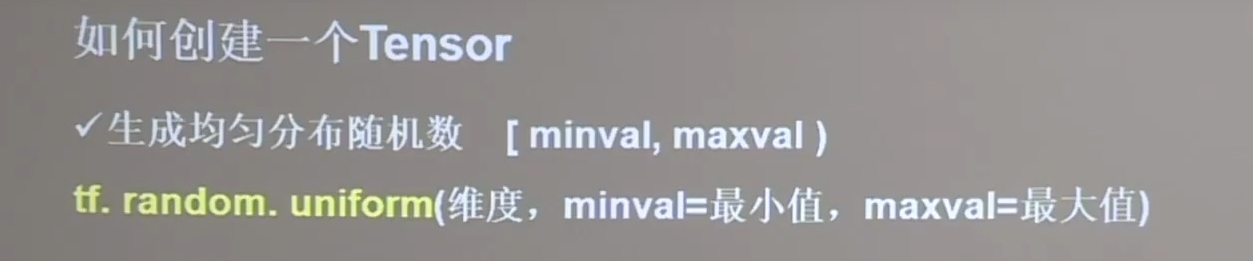 如何创建一个Tensor
✓生成均匀分布随机数 [ minval, maxval )
tf. random. uniform(维度，minval=最小值，maxval=最大值)